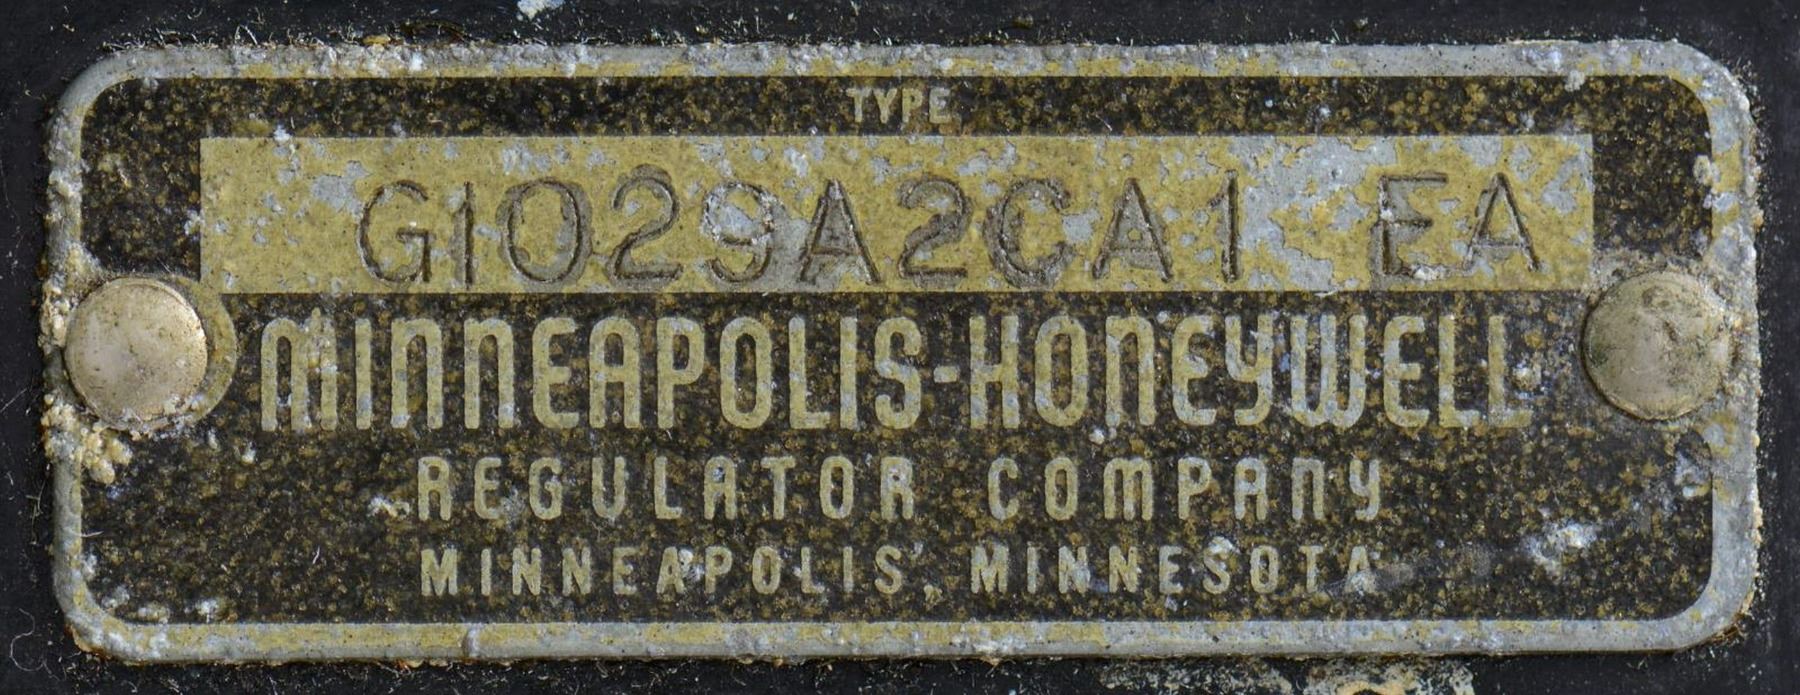 TYPE
G1029A2CA1 EA
MINNEAPOLIS-HONEYWELL
REGULATOR COMPANY
MINNEAPOLIS, MINNESOTA